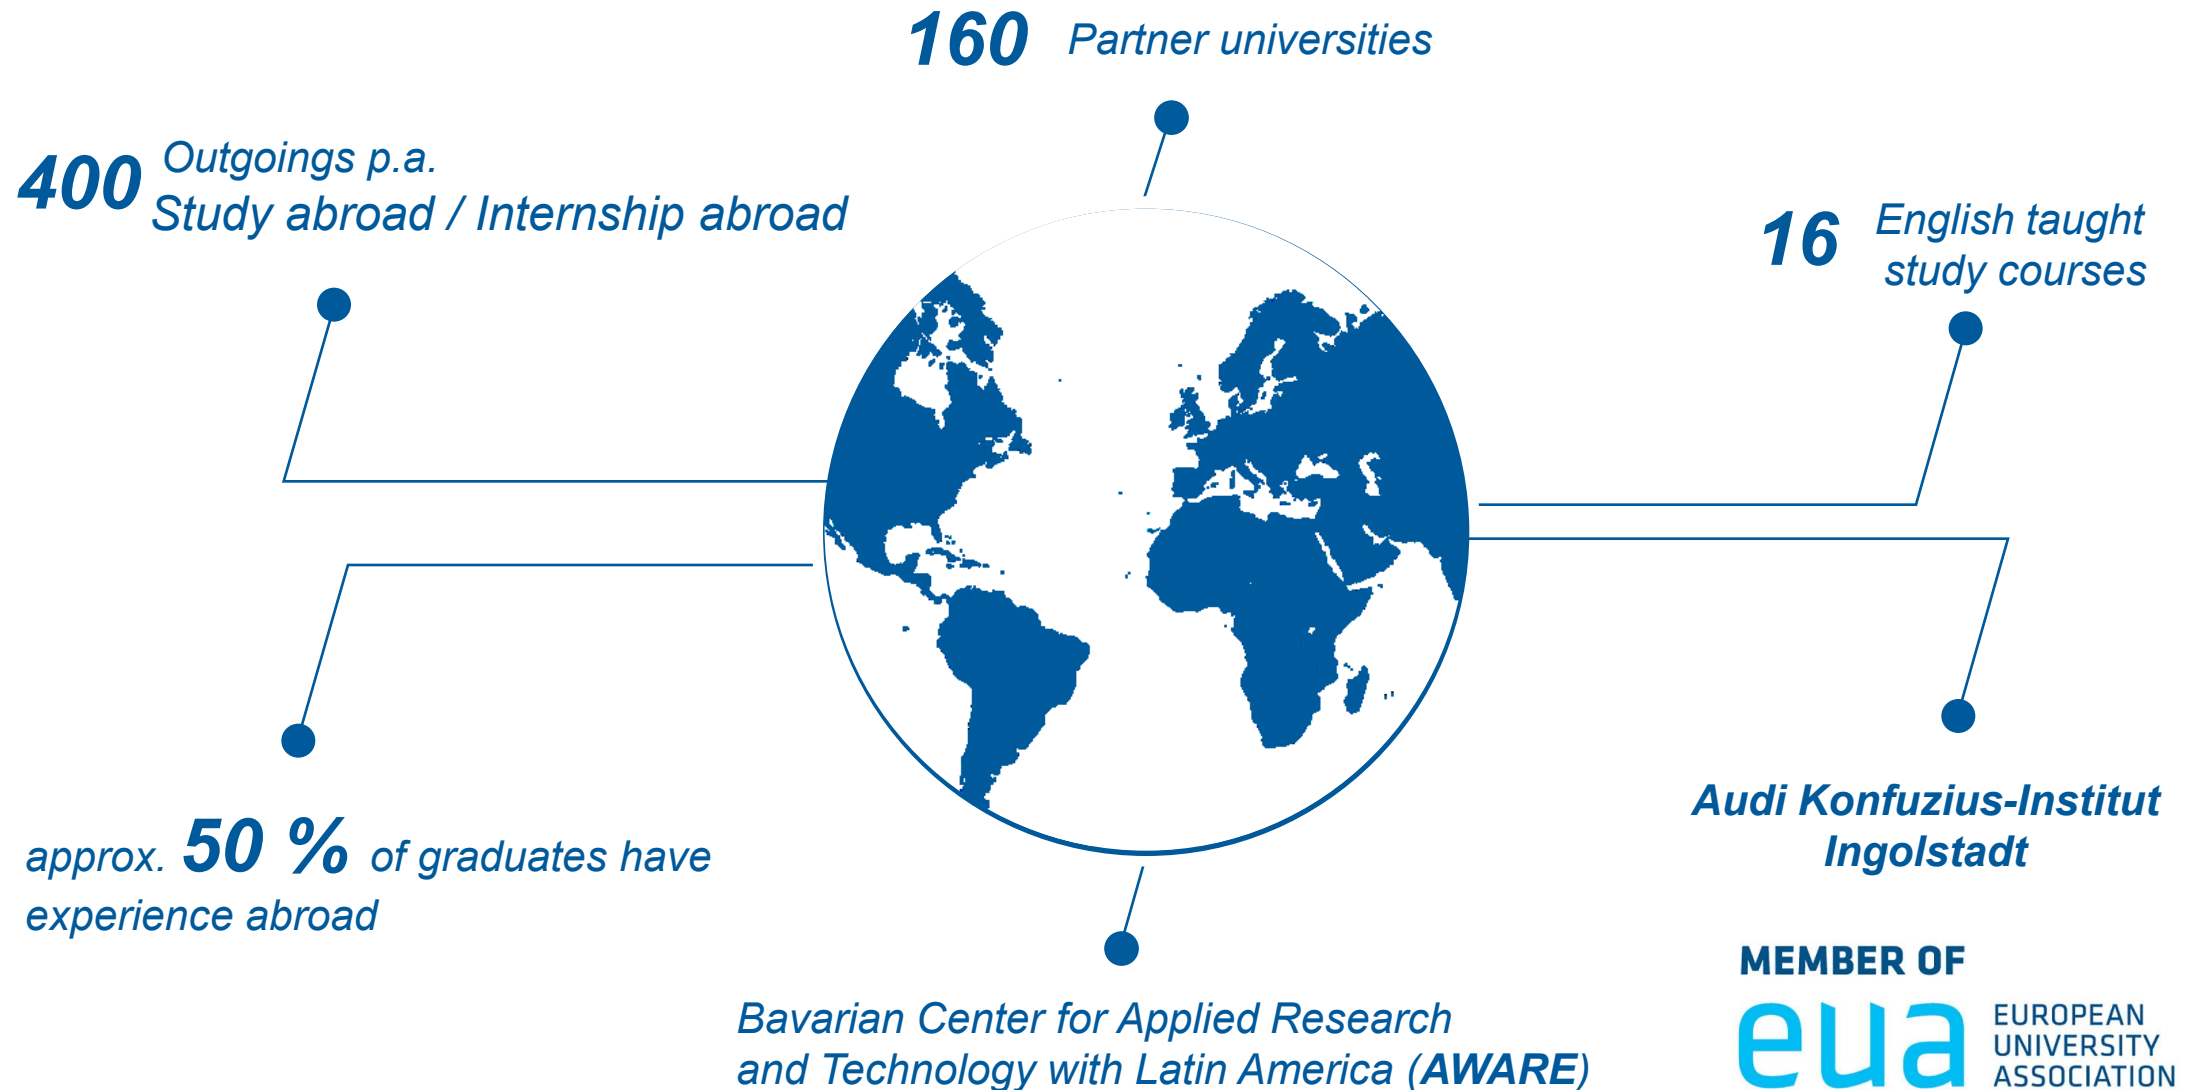 160 Partner universities
400 Outgoings p.a.
Study abroad / Internship abroad
16 English taught
study courses
approx. 50 % of graduates have
experience abroad
Audi Konfuzius-Institut
Ingolstadt
Bavarian Center for Applied Research
and Technology with Latin America (AWARE)
MEMBER OF
eua
EUROPEAN
UNIVERSITY
ASSOCIATION